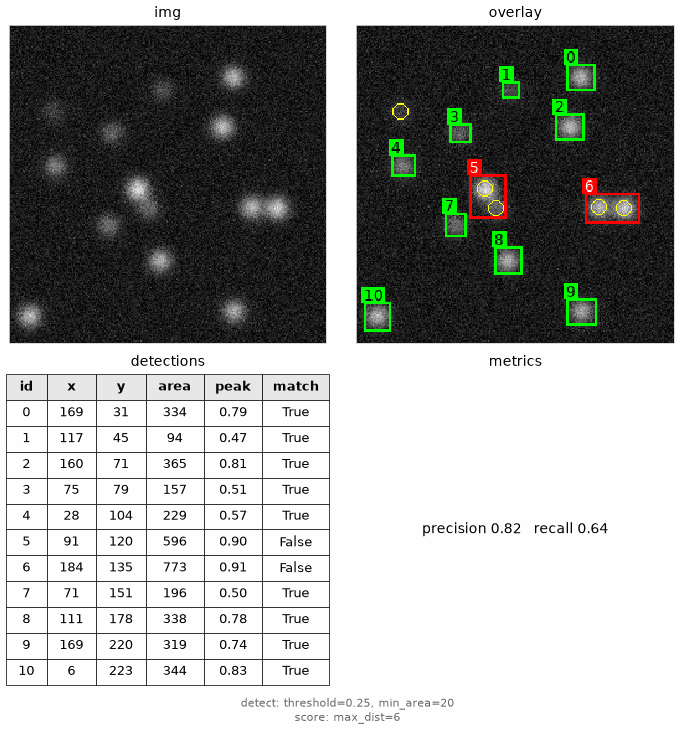 img
overlay
0
1
2
3
4
5
6
7
8
9
10
detections
metrics
id x y area peak match
0 169 31 334 0.79 True
1 117 45 94 0.47 True
2 160 71 365 0.81 True
3 75 79 157 0.51 True
4 28 104 229 0.57 True
5 91 120 596 0.90 False
6 184 135 773 0.91 False
7 71 151 196 0.50 True
8 111 178 338 0.78 True
9 169 220 319 0.74 True
10 6 223 344 0.83 True
precision 0.82 recall 0.64
detect: threshold=0.25, min_area=20
score: max_dist=6